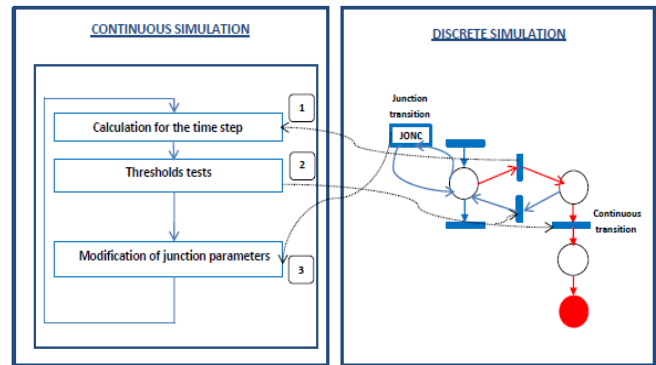 CONTINUOUS SIMULATION
1
Calculation for the time step
2
Thresholds tests
Modification of junction parameters
3
DISCRETE SIMULATION
Junction
transition
JONC
Continuous
transition